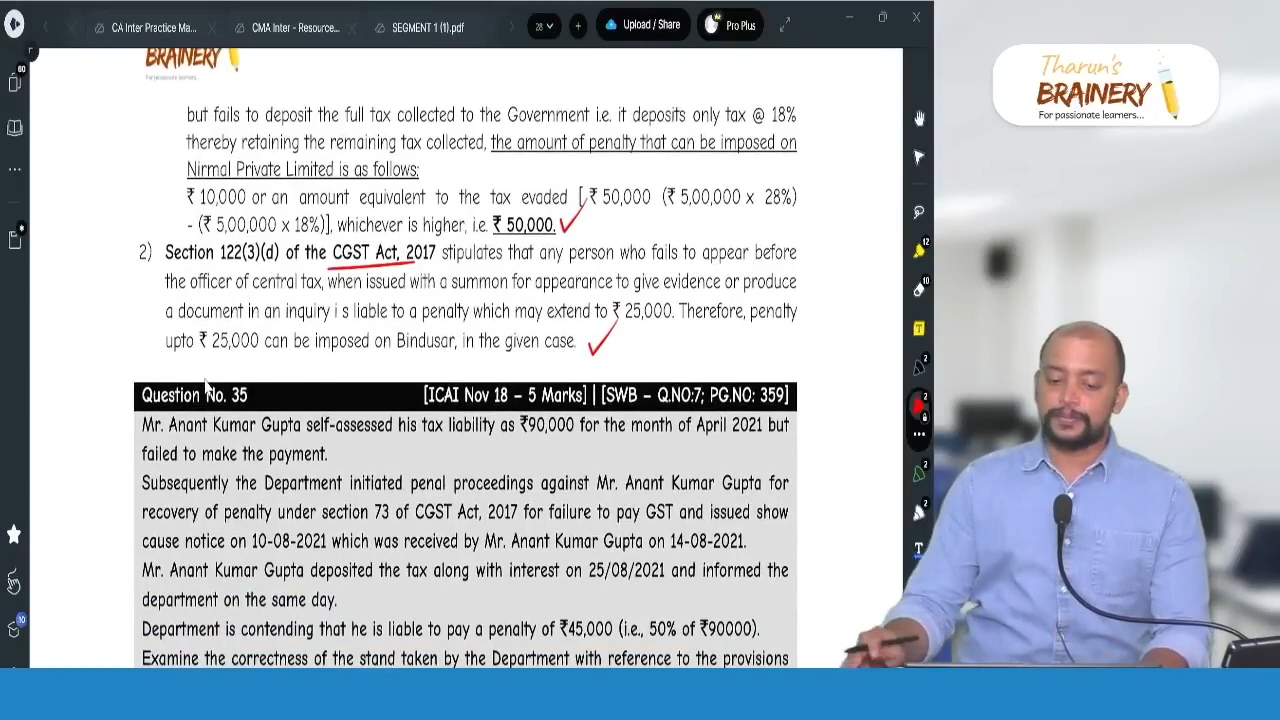 CA Inter Practice Ma...
CMA Inter - Resource...
SEGMENT 1 (1).pdf
28
Upload / Share
Pro Plus
BRAINERY
For passionate learners...
Tharun's
BRAINERY
For passionate learners...
but fails to deposit the full tax collected to the Government i.e. it deposits only tax @ 18%
thereby retaining the remaining tax collected, the amount of penalty that can be imposed on
Nirmal Private Limited is as follows:
₹ 10,000 or an amount equivalent to the tax evaded [ ₹ 50,000 (₹ 5,00,000 x 28%)
- (₹ 5,00,000 x 18%)], whichever is higher, i.e. ₹ 50,000.
2) Section 122(3)(d) of the CGST Act, 2017 stipulates that any person who fails to appear before
the officer of central tax, when issued with a summon for appearance to give evidence or produce
a document in an inquiry i s liable to a penalty which may extend to ₹ 25,000. Therefore, penalty
upto ₹ 25,000 can be imposed on Bindusar, in the given case.
Question No. 35 [ICAI Nov 18 – 5 Marks] | [SWB – Q.NO:7; PG.NO: 359]
Mr. Anant Kumar Gupta self-assessed his tax liability as ₹90,000 for the month of April 2021 but
failed to make the payment.
Subsequently the Department initiated penal proceedings against Mr. Anant Kumar Gupta for
recovery of penalty under section 73 of CGST Act, 2017 for failure to pay GST and issued show
cause notice on 10-08-2021 which was received by Mr. Anant Kumar Gupta on 14-08-2021.
Mr. Anant Kumar Gupta deposited the tax along with interest on 25/08/2021 and informed the
department on the same day.
Department is contending that he is liable to pay a penalty of ₹45,000 (i.e., 50% of ₹90000).
Examine the correctness of the stand taken by the Department with reference to the provisions
60
10
12
10
T
2
2
2
2
T